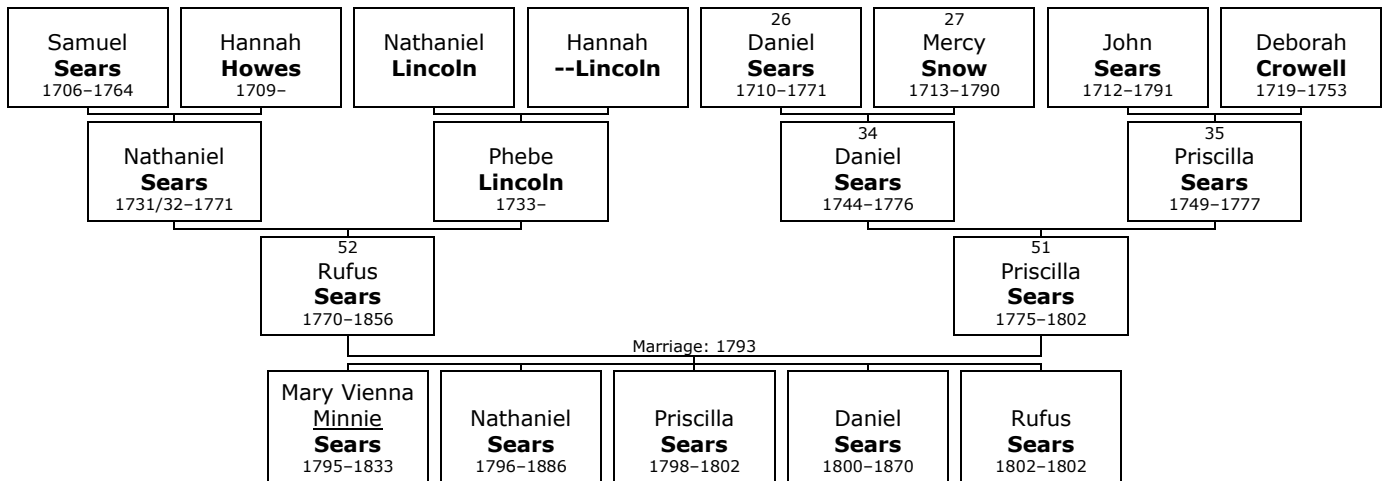 Samuel
Sears
1706–1764
Hannah
Howes
1709–
Nathaniel
Lincoln
Hannah
--Lincoln
26
Daniel
Sears
1710–1771
27
Mercy
Snow
1713–1790
John
Sears
1712–1791
Deborah
Crowell
1719–1753
Nathaniel
Sears
1731/32–1771
Phebe
Lincoln
1733–
34
Daniel
Sears
1744–1776
35
Priscilla
Sears
1749–1777
52
Rufus
Sears
1770–1856
51
Priscilla
Sears
1775–1802
Marriage: 1793
Mary Vienna
Minnie
Sears
1795–1833
Nathaniel
Sears
1796–1886
Priscilla
Sears
1798–1802
Daniel
Sears
1800–1870
Rufus
Sears
1802–1802